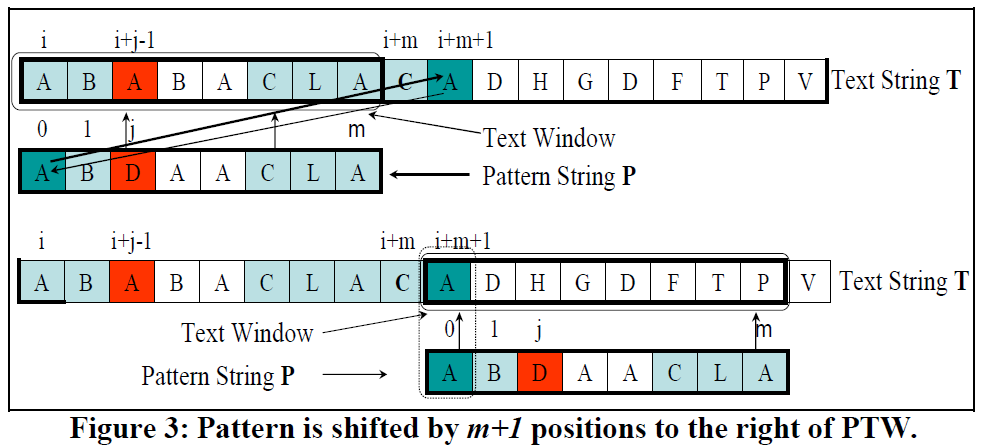 i i+j-1 i+m i+m+1
A B A B A C L A C A D H G D F T P V Text String T
0 1 j m
Text Window
A B D A A C L A Pattern String P
i i+j-1 i+m i+m+1
A B A B A C L A C A D H G D F T P V Text String T
Text Window 0 1 j m
Pattern String P A B D A A C L A
Figure 3: Pattern is shifted by m+1 positions to the right of PTW.